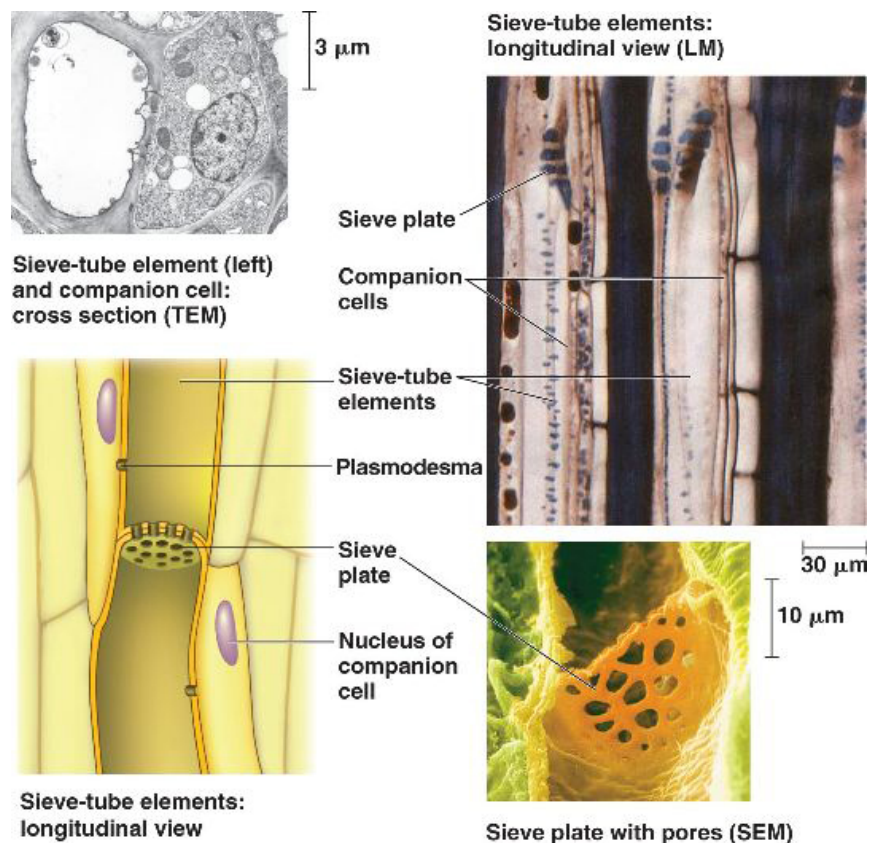 3 μm
Sieve-tube elements:
longitudinal view (LM)
Sieve plate
Sieve-tube element (left)
and companion cell:
cross section (TEM)
Companion
cells
Sieve-tube
elements
Plasmodesma
Sieve
plate
30 μm
10 μm
Nucleus of
companion
cell
Sieve-tube elements:
longitudinal view
Sieve plate with pores (SEM)